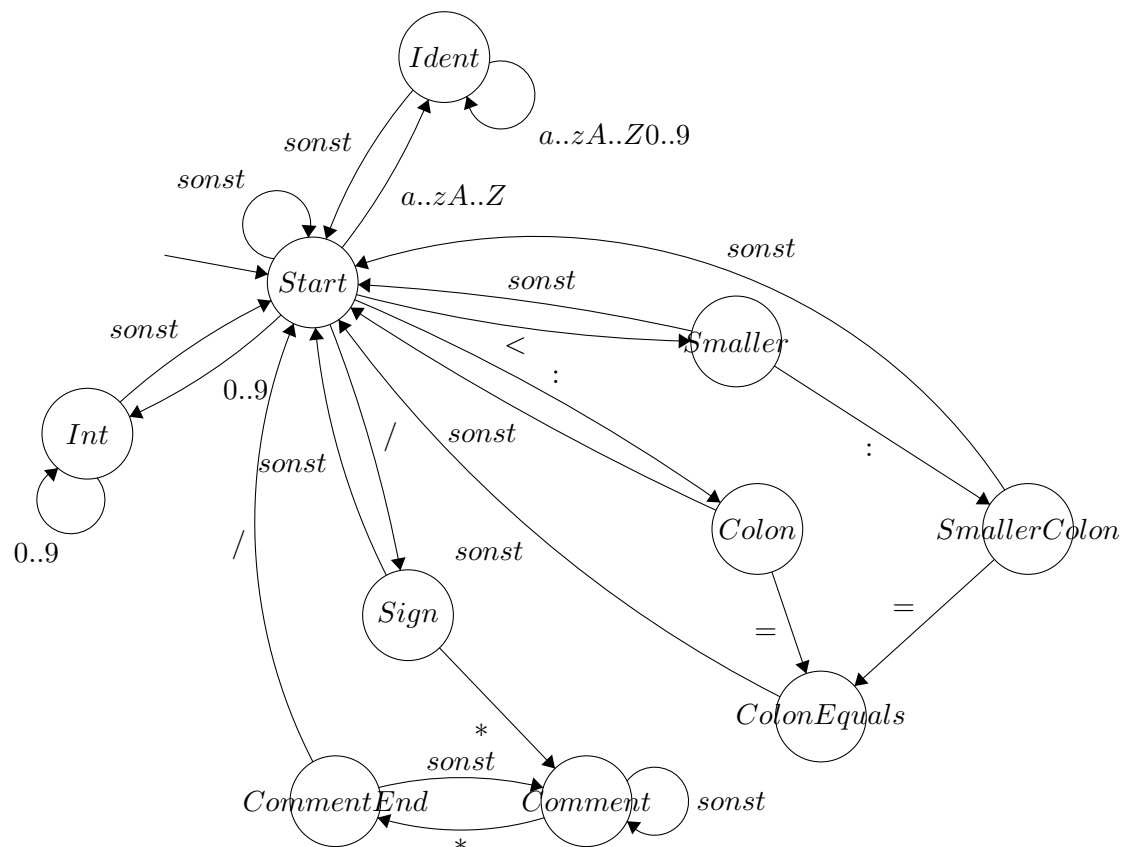 Ident
a..zA..Z0..9
sonst
sonst
a..zA..Z
sonst
Start
sonst
sonst
Smaller
<
:
0..9
Int
sonst
/
:
sonst
0..9
/
Colon
SmallerColon
sonst
Sign
=
=
ColonEquals
*
sonst
CommentEnd
Comment
sonst
*